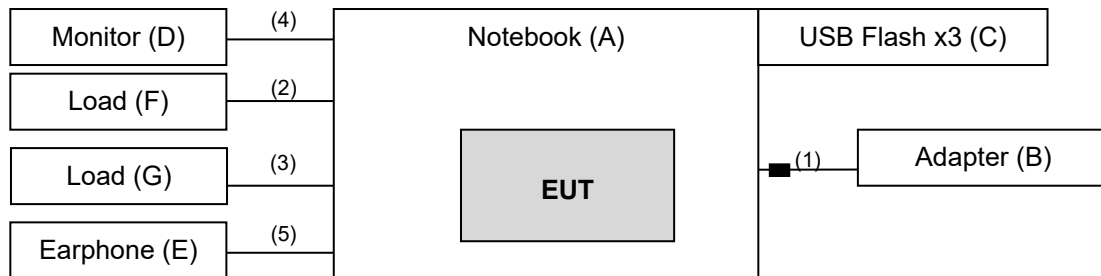 Monitor (D)
(4)
Notebook (A)
USB Flash x3 (C)
Load (F)
(2)
Load (G)
(3)
EUT
(1)
Adapter (B)
Earphone (E)
(5)